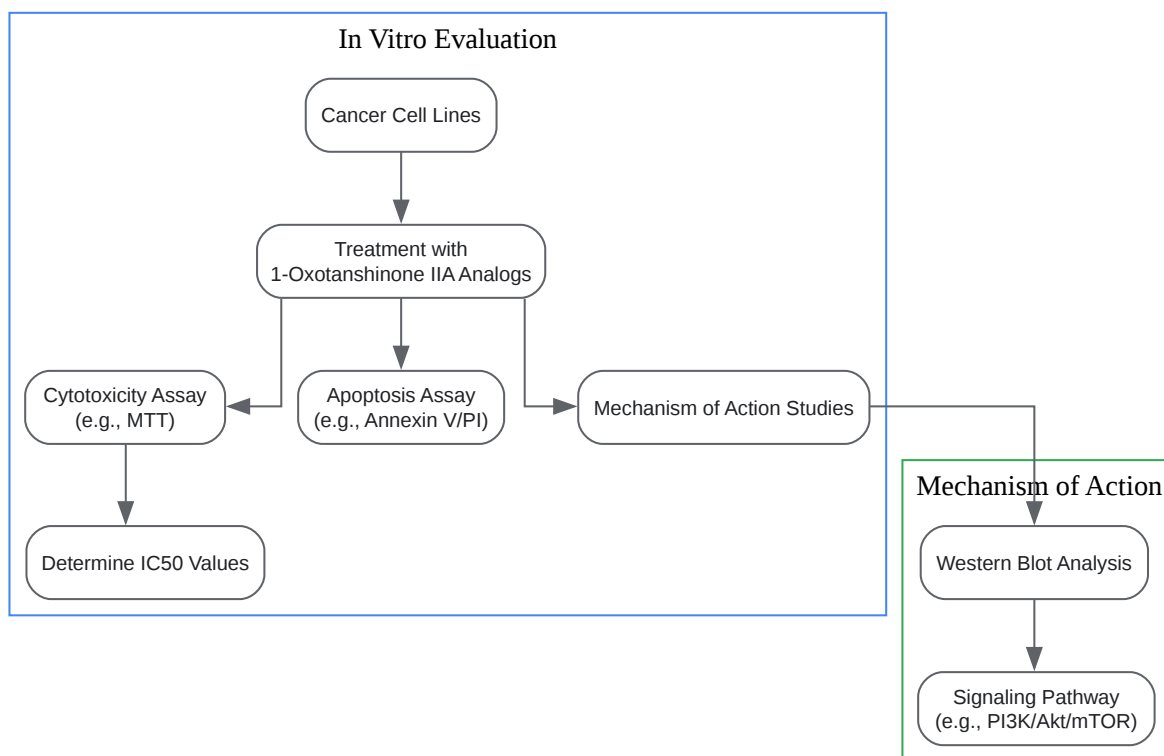 In Vitro Evaluation
Cancer Cell Lines
Treatment with
1-Oxotanshinone IIA Analogs
Cytotoxicity Assay
(e.g., MTT)
Apoptosis Assay
(e.g., Annexin V/PI)
Mechanism of Action Studies
Determine IC50 Values
Mechanism of Action
Western Blot Analysis
Signaling Pathway
(e.g., PI3K/Akt/mTOR)